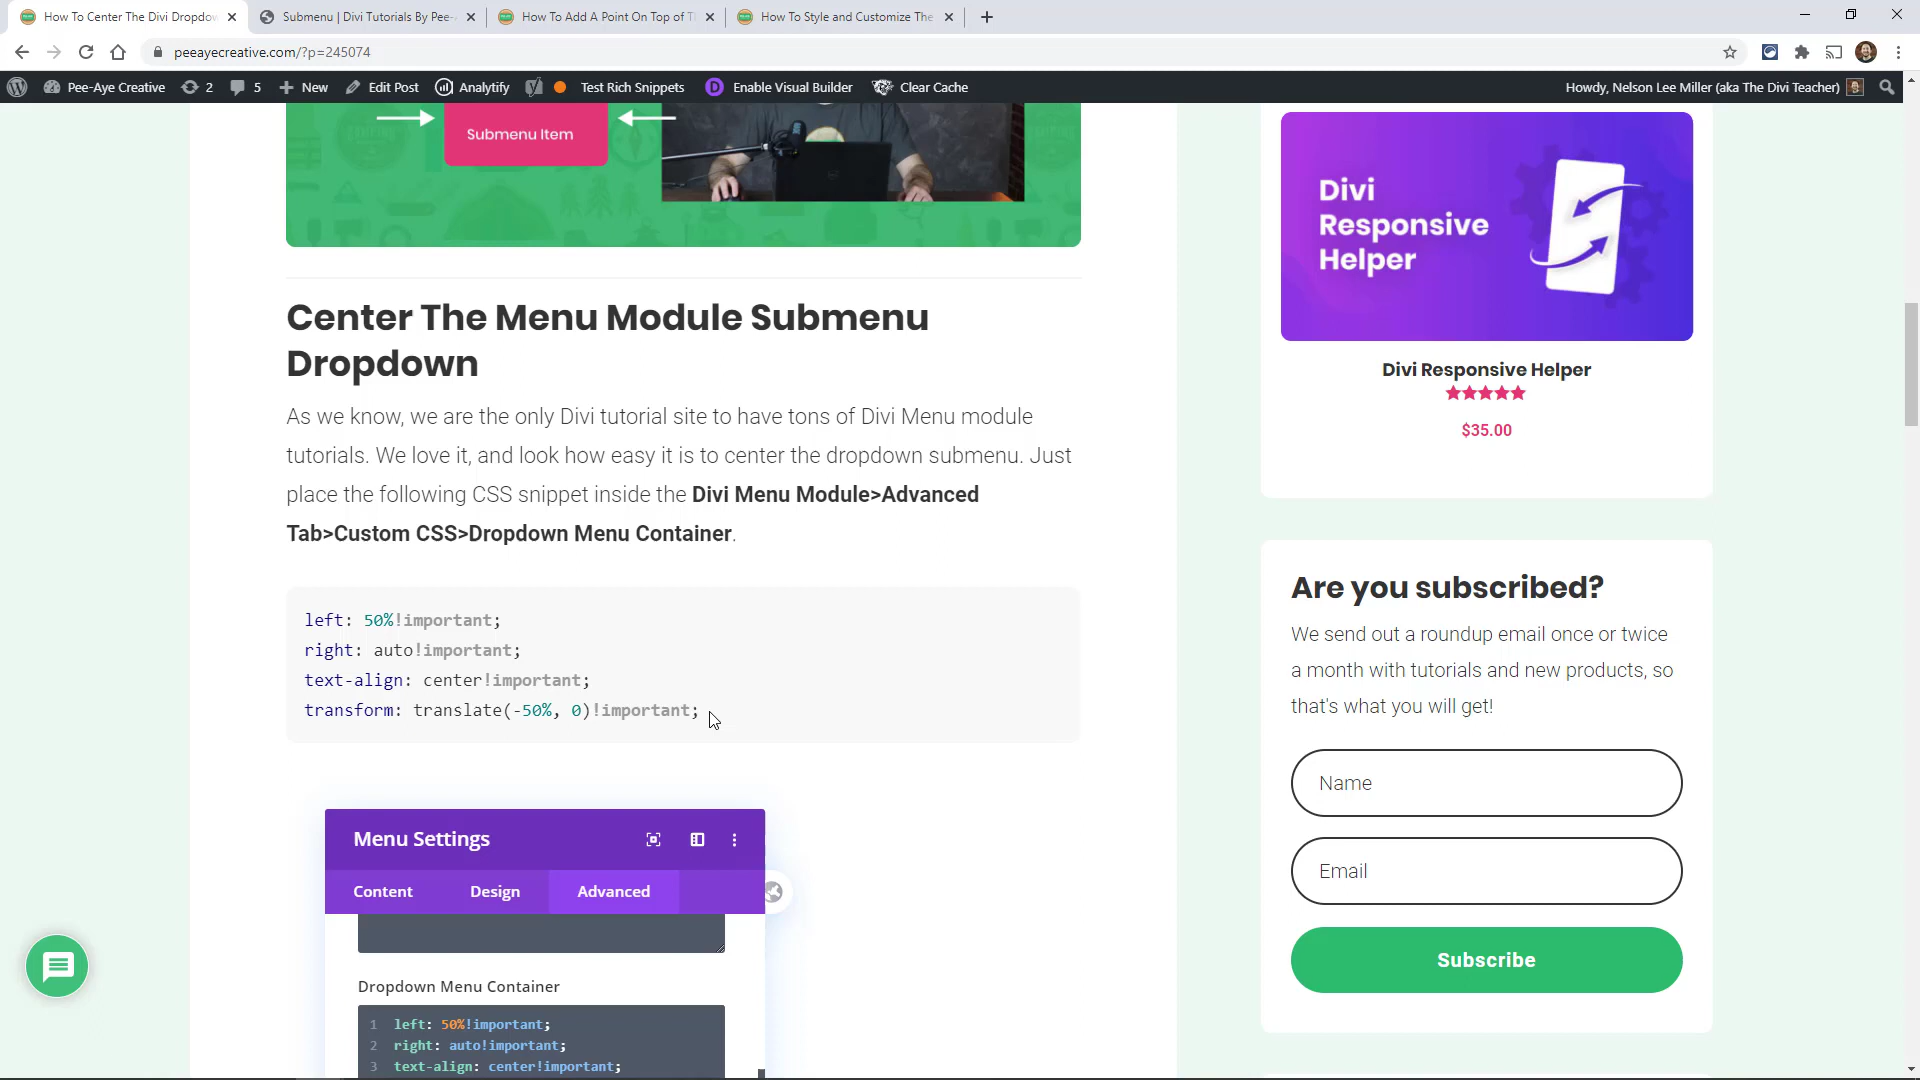 How To Center The Divi Dropdow
Submenu | Divi Tutorials By Pee-
How To Add A Point On Top of T
How To Style and Customize The
peeayecreative.com/?p=245074
Pee-Aye Creative
2
5
New
Edit Post
Analytify
Test Rich Snippets
D
Enable Visual Builder
Clear Cache
Howdy, Nelson Lee Miller (aka The Divi Teacher)
Submenu Item
Center The Menu Module Submenu
Dropdown
As we know, we are the only Divi tutorial site to have tons of Divi Menu module
tutorials. We love it, and look how easy it is to center the dropdown submenu. Just
place the following CSS snippet inside the Divi Menu Module>Advanced
Tab>Custom CSS>Dropdown Menu Container.
left: 50%!important;
right: auto!important;
text-align: center!important;
transform: translate(-50%, 0)!important;
Menu Settings
Content
Design
Advanced
Dropdown Menu Container
1 left: 50%!important;
2 right: auto!important;
3 text-align: center!important;
Divi
Responsive
Helper
Divi Responsive Helper
$35.00
Are you subscribed?
We send out a roundup email once or twice
a month with tutorials and new products, so
that's what you will get!
Name
Email
Subscribe